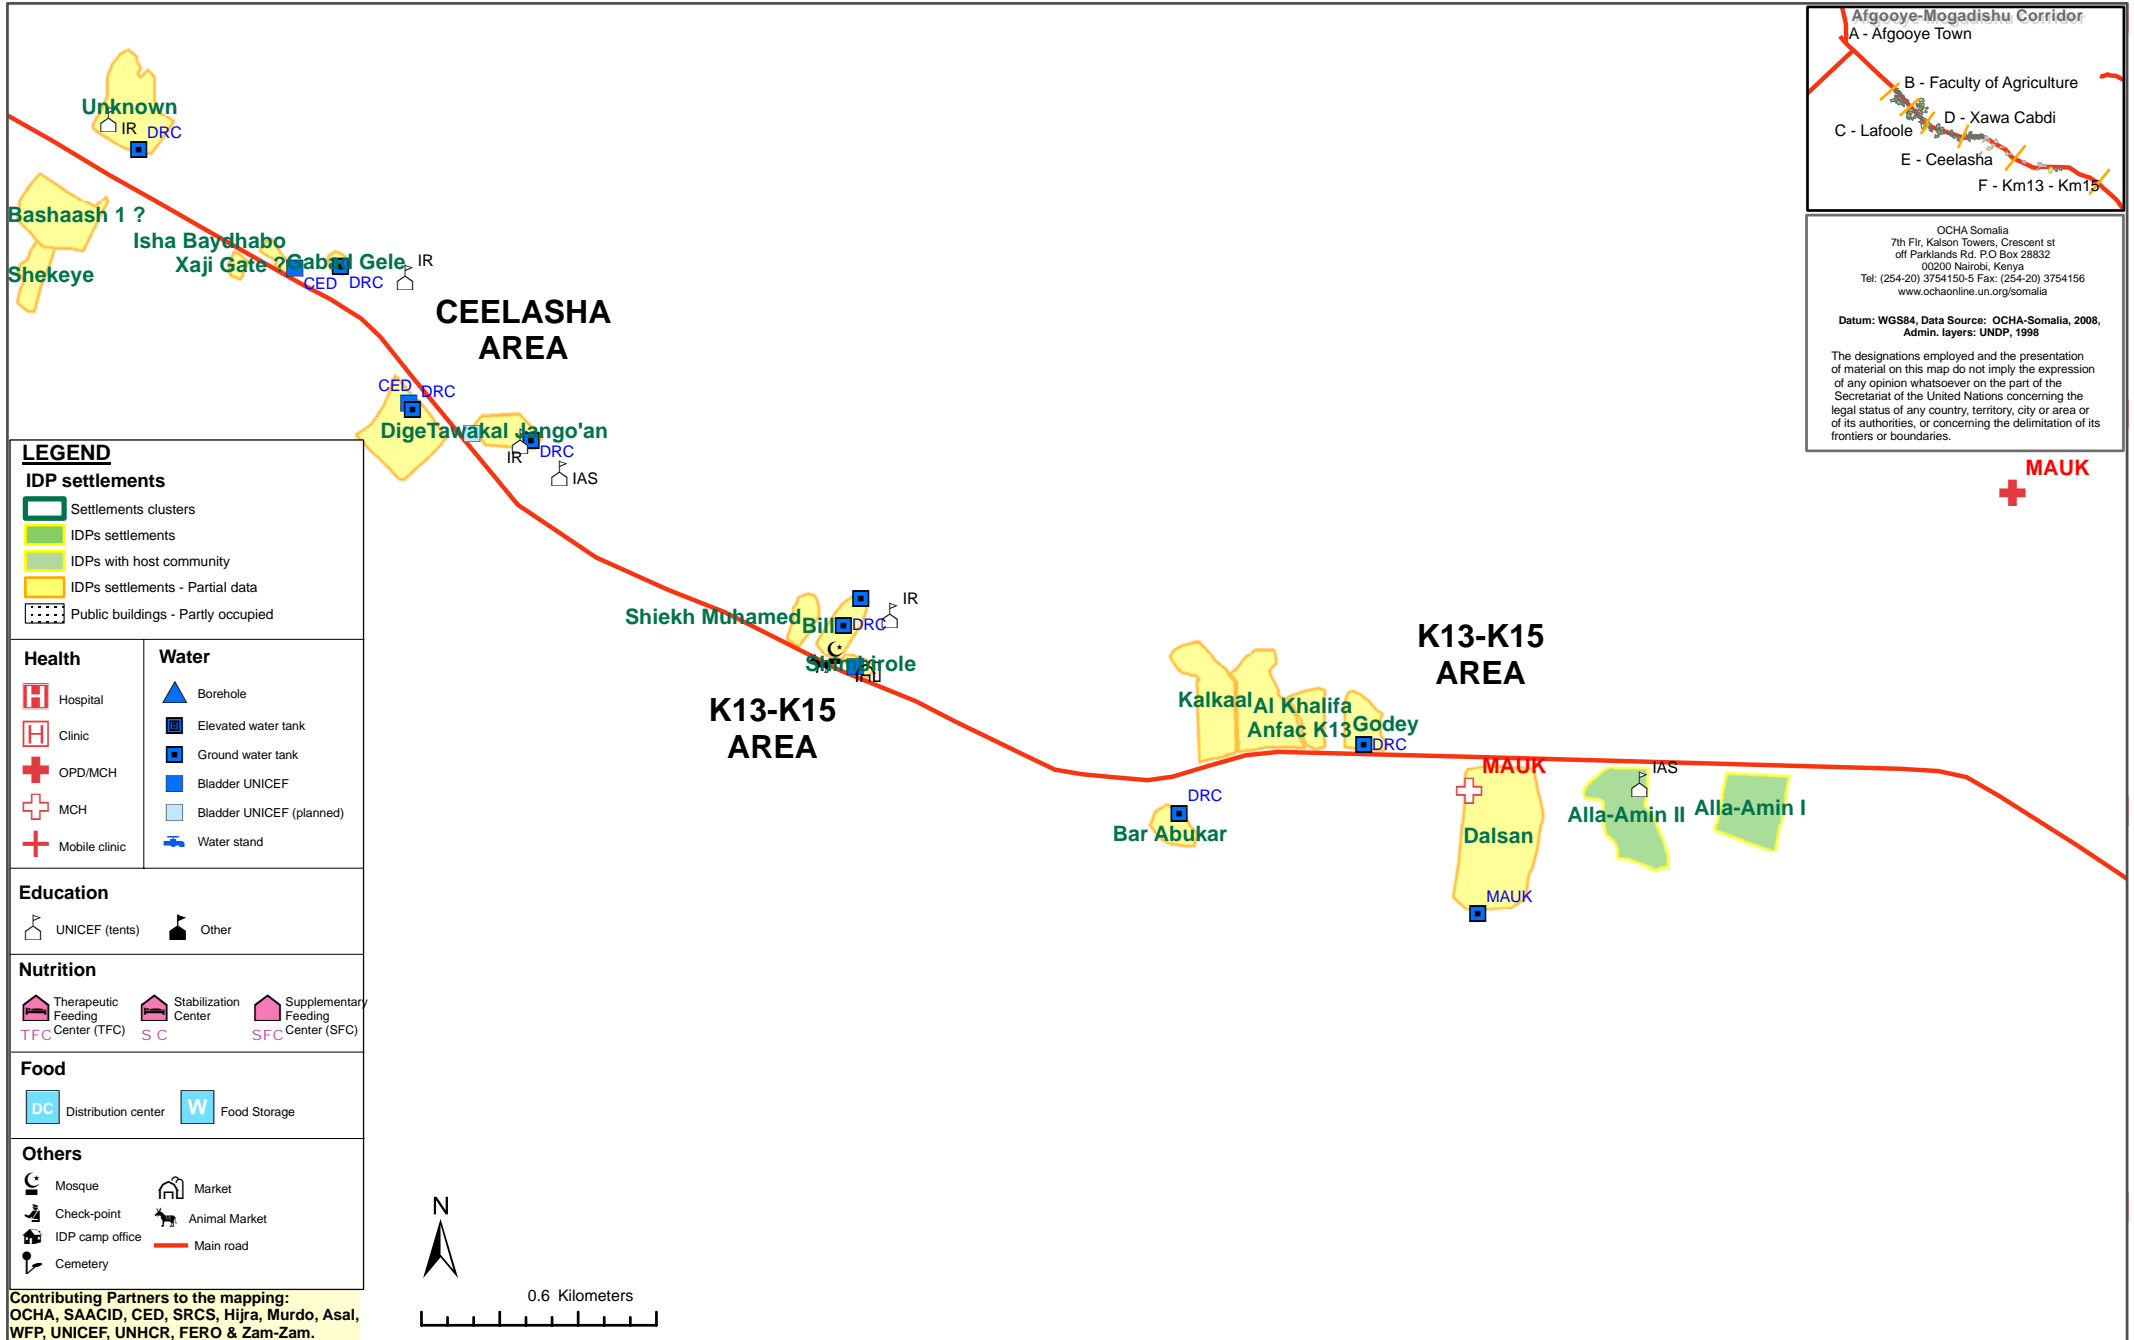 Afgooye-Mogadishu Corridor
A - Afgooye Town
B - Faculty of Agriculture
C - Lafoole
D - Xawa Cabdi
E - Ceelasha
F - Km13 - Km15
OCHA Somalia
7th Flr, Kalson Towers, Crescent st
off Parklands Rd. P.O Box 28832
00200 Nairobi, Kenya
Tel: (254-20) 3754150-5 Fax: (254-20) 3754156
www.ochaonline.un.org/somalia
Datum: WGS84, Data Source: OCHA-Somalia, 2008,
Admin. layers: UNDP, 1998
The designations employed and the presentation
of material on this map do not imply the expression
of any opinion whatsoever on the part of the
Secretariat of the United Nations concerning the
legal status of any country, territory, city or area or
of its authorities, or concerning the delimitation of its
frontiers or boundaries.
Unknown
IR
DRC
Bashaash 1 ?
Shekeye
Isha Baydhabo
Xaji Gate ?
Gabad Gele
IR
CED
DRC
CEELASHA
AREA
CED
DRC
Dige
Tawakal Jango'an
IR
DRC
IAS
MAUK
Shiekh Muhamed
Bill
DRC
IR
Shimbirole
K13-K15
AREA
K13-K15
AREA
Kalkaal
Al Khalifa
Anfac K13
Godey
DRC
DRC
Bar Abukar
MAUK
Dalsan
MAUK
IAS
Alla-Amin II
Alla-Amin I
LEGEND
IDP settlements
Settlements clusters
IDPs settlements
IDPs with host community
IDPs settlements - Partial data
Public buildings - Partly occupied
Health
Hospital
Clinic
OPD/MCH
MCH
Mobile clinic
Water
Borehole
Elevated water tank
Ground water tank
Bladder UNICEF
Bladder UNICEF (planned)
Water stand
Education
UNICEF (tents)
Other
Nutrition
Therapeutic
Feeding
Center (TFC)
TFC
Stabilization
Center
S C
Supplementary
Feeding
Center (SFC)
SFC
Food
DC
Distribution center
W
Food Storage
Others
Mosque
Check-point
IDP camp office
Cemetery
Market
Animal Market
Main road
Contributing Partners to the mapping:
OCHA, SAACID, CED, SRCS, Hijra, Murdo, Asal,
WFP, UNICEF, UNHCR, FERO & Zam-Zam.
N
0.6 Kilometers